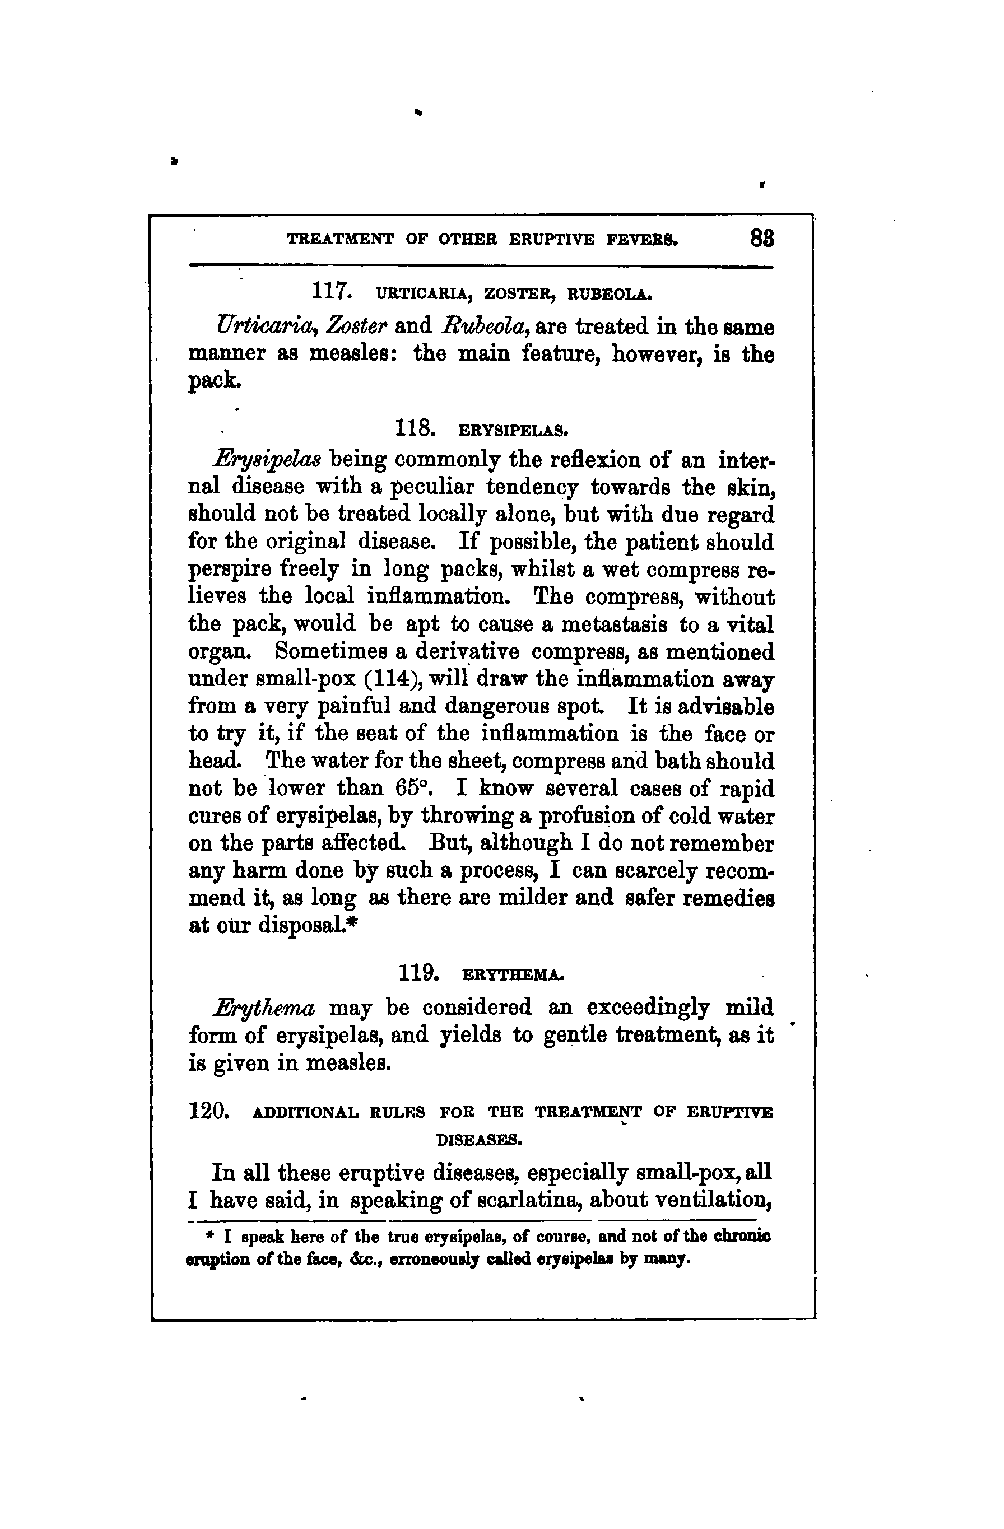 TREATMENT OF OTHER ERUPTIVE FEVERS. 83
117. URTICARIA, ZOSTER, RUBEOLA.
Urticaria, Zoster and Rubeola, are treated in the same
manner as measles: the main feature, however, is the
pack.
118. ERYSIPELAS.
Erysipelas being commonly the reflexion of an inter-
nal disease with a peculiar tendency towards the skin,
should not be treated locally alone, but with due regard
for the original disease. If possible, the patient should
perspire freely in long packs, whilst a wet compress re-
lieves the local inflammation. The compress, without
the pack, would be apt to cause a metastasis to a vital
organ. Sometimes a derivative compress, as mentioned
under small-pox (114), will draw the inflammation away
from a very painful and dangerous spot. It is advisable
to try it, if the seat of the inflammation is the face or
head. The water for the sheet, compress and bath should
not be lower than 65°. I know several cases of rapid
cures of erysipelas, by throwing a profusion of cold water
on the parts affected. But, although I do not remember
any harm done by such a process, I can scarcely recom-
mend it, as long as there are milder and safer remedies
at our disposal.*
119. ERYTHEMA.
Erythema may be considered an exceedingly mild
form of erysipelas, and yields to gentle treatment, as it
is given in measles.
120. ADDITIONAL RULES FOR THE TREATMENT OF ERUPTIVE
DISEASES.
In all these eruptive diseases, especially small-pox, all
I have said, in speaking of scarlatina, about ventilation,
* I speak here of the true erysipelas, of course, and not of the chronic
eruption of the face, &c., erroneously called erysipelas by many.